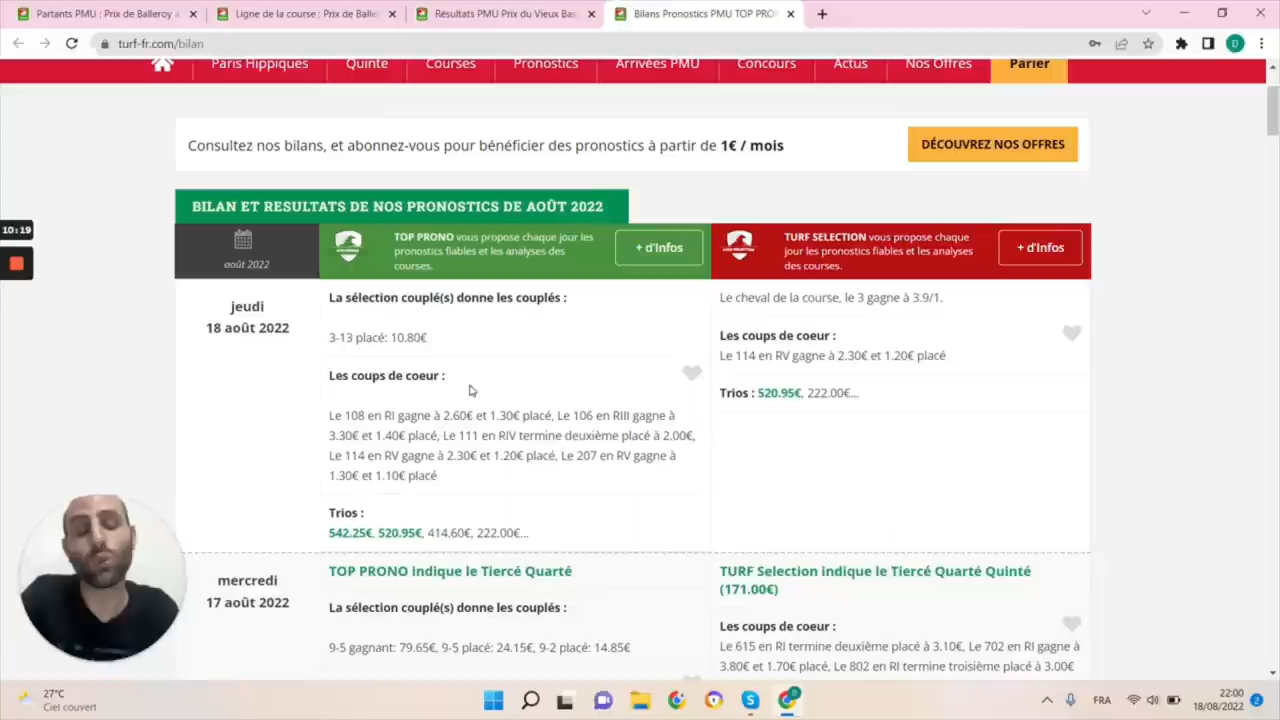 Partants PMU : Prix de Balleroy
Ligne de la course : Prix de Balle
Résultats PMU Prix du Vieux Bas
Bilans Pronostics PMU TOP PRO
turf-fr.com/bilan
D
Paris Hippiques
Quinte
Courses
Pronostics
Arrivées PMU
Concours
Actus
Nos Offres
Parier
Consultez nos bilans, et abonnez-vous pour bénéficier des pronostics à partir de 1€ / mois
DÉCOUVREZ NOS OFFRES
BILAN ET RESULTATS DE NOS PRONOSTICS DE AOÛT 2022
10:19
août 2022
TOP PRONO vous propose chaque jour les
pronostics fiables et les analyses des
courses.
+ d'Infos
TURF SELECTION vous propose chaque
jour les pronostics fiables et les analyses
des courses.
+ d'Infos
jeudi
18 août 2022
La sélection couplé(s) donne les couplés :
3-13 placé: 10.80€
Les coups de coeur :
Le 108 en RI gagne à 2.60€ et 1.30€ placé, Le 106 en RIII gagne à
3.30€ et 1.40€ placé, Le 111 en RIV termine deuxième placé à 2.00€,
Le 114 en RV gagne à 2.30€ et 1.20€ placé, Le 207 en RV gagne à
1.30€ et 1.10€ placé
Trios :
542.25€, 520.95€, 414.60€, 222.00€...
Le cheval de la course, le 3 gagne à 3.9/1.
Les coups de coeur :
Le 114 en RV gagne à 2.30€ et 1.20€ placé
Trios : 520.95€, 222.00€...
mercredi
17 août 2022
TOP PRONO indique le Tiercé Quarté
La sélection couplé(s) donne les couplés :
9-5 gagnant: 79.65€, 9-5 placé: 24.15€, 9-2 placé: 14.85€
TURF Selection indique le Tiercé Quarté Quinté
(171.00€)
Les coups de coeur :
Le 615 en RI termine deuxième placé à 3.10€, Le 702 en RI gagne à
3.80€ et 1.70€ placé, Le 802 en RI termine troisième placé à 3.00€
27°C
Ciel couvert
FRA
22:00
18/08/2022
2